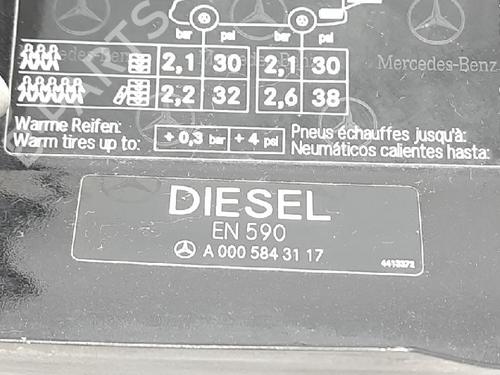 bar psi bar psi
2,1 30 2,1 30
Mercedes-Benz
2,2 32 2,6 38
Warme Reifen:
Warm tires up to:
+ 0,3 bar + 4 psi
Pneus échauffes jusqu'à:
Neumáticos calientes hasta:
DIESEL
EN 590
A 000 584 31 17
4413372